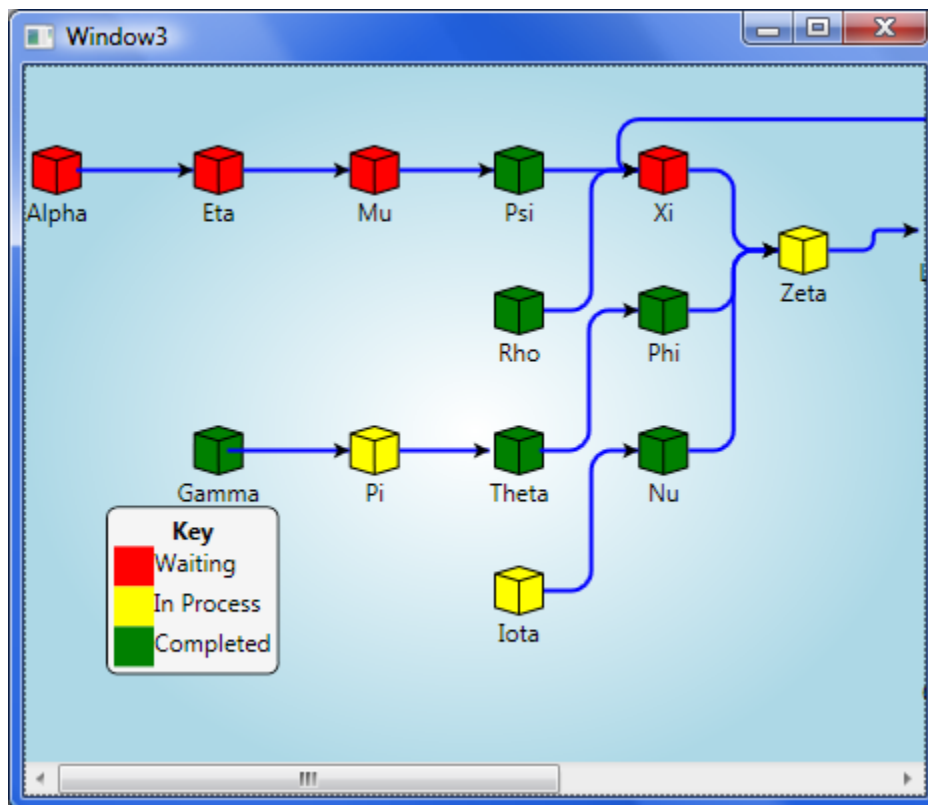 Window3
Alpha
Eta
Mu
Psi
Xi
Zeta
Rho
Phi
Gamma
Pi
Theta
Nu
Key
Waiting
In Process
Completed
Iota